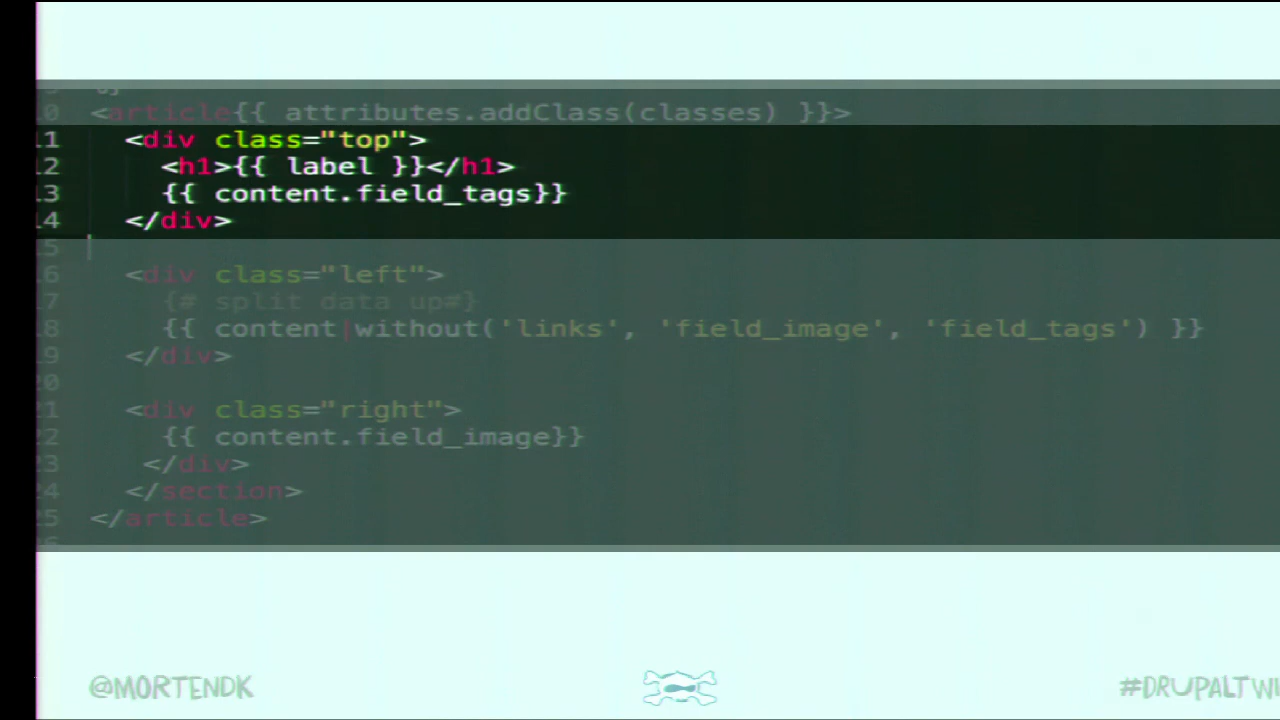 10 <article{{ attributes.addClass(classes) }}>
11 <div class="top">
12 <h1>{{ label }}</h1>
13 {{ content.field_tags}}
14 </div>
15
16 <div class="left">
17 {# split data up#}
18 {{ content|without('links', 'field_image', 'field_tags') }}
19 </div>
20
21 <div class="right">
22 {{ content.field_image}}
23 </div>
24 </section>
25 </article>
@MORTENDK
#DRUPALTWI